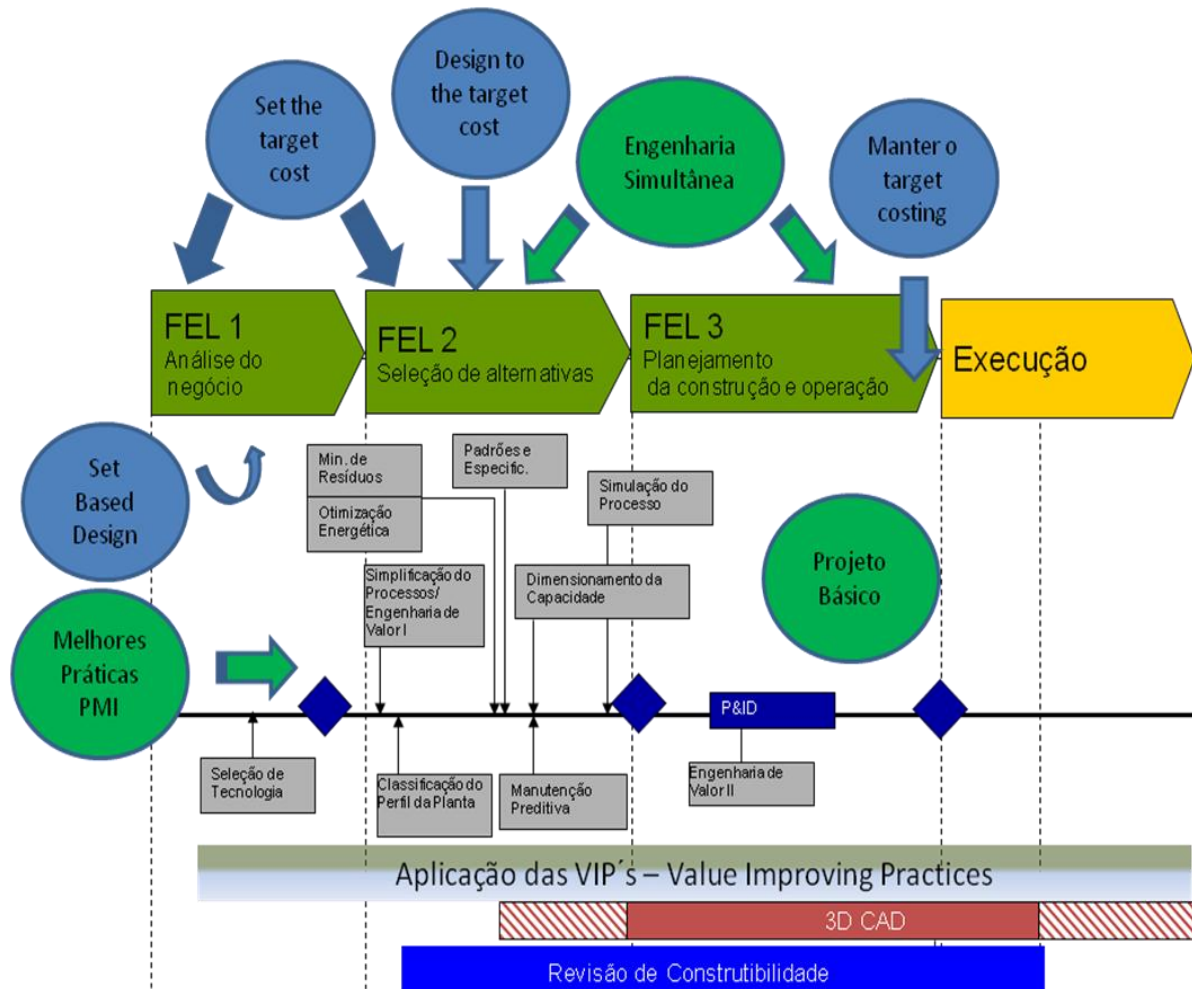 Set the
target
cost
Design to
the target
cost
Engenharia
Simultânea
Manter o
target
costing
FEL 1
Análise do
negócio
FEL 2
Seleção de alternativas
FEL 3
Planejamento
da construção e operação
Execução
Set
Based
Design
Min. de
Resíduos
Otimização
Energética
Padrões e
Especific.
Simulação do
Processo
Simplificação do
Processos/
Engenharia de
Valor I
Dimensionamento da
Capacidade
Projeto
Básico
Melhores
Práticas
PMI
P&ID
Seleção de
Tecnologia
Classificação do
Perfil da Planta
Manutenção
Preditiva
Engenharia de
Valor II
Aplicação das VIP´s – Value Improving Practices
3D CAD
Revisão de Construtibilidade